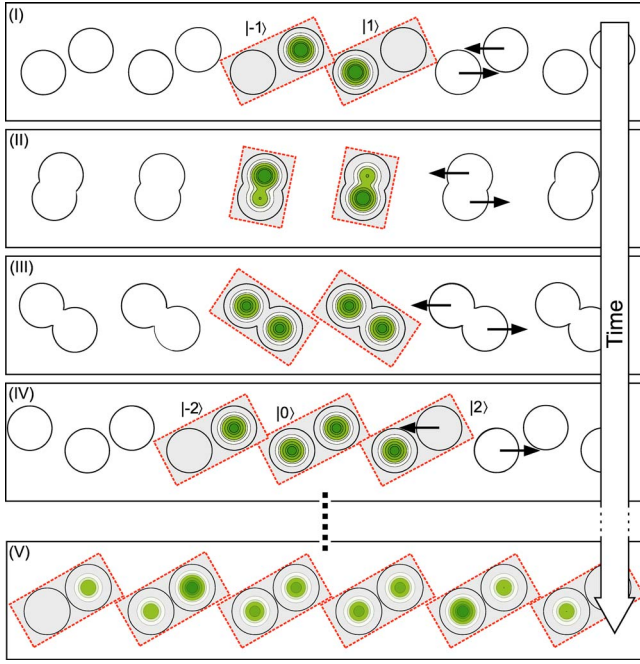 (I)
|-1⟩ |1⟩
(II)
(III)
Time
(IV)
|-2⟩ |0⟩ |2⟩
(V)